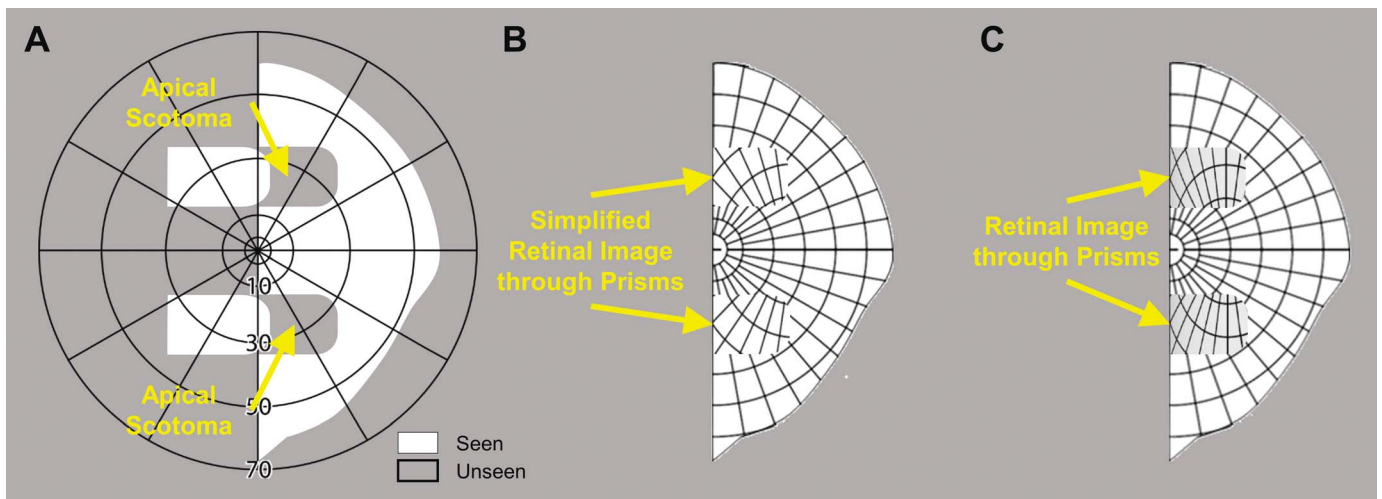 A
Apical
Scotoma
10
30
50
70
Apical
Scotoma
Seen
Unseen
B
Simplified
Retinal Image
through Prisms
C
Retinal Image
through Prisms